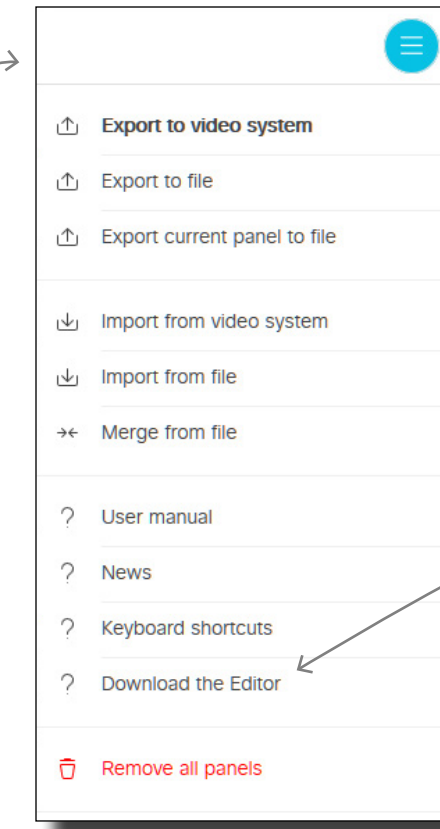 Export to video system
Export to file
Export current panel to file
Import from video system
Import from file
Merge from file
User manual
News
Keyboard shortcuts
Download the Editor
Remove all panels